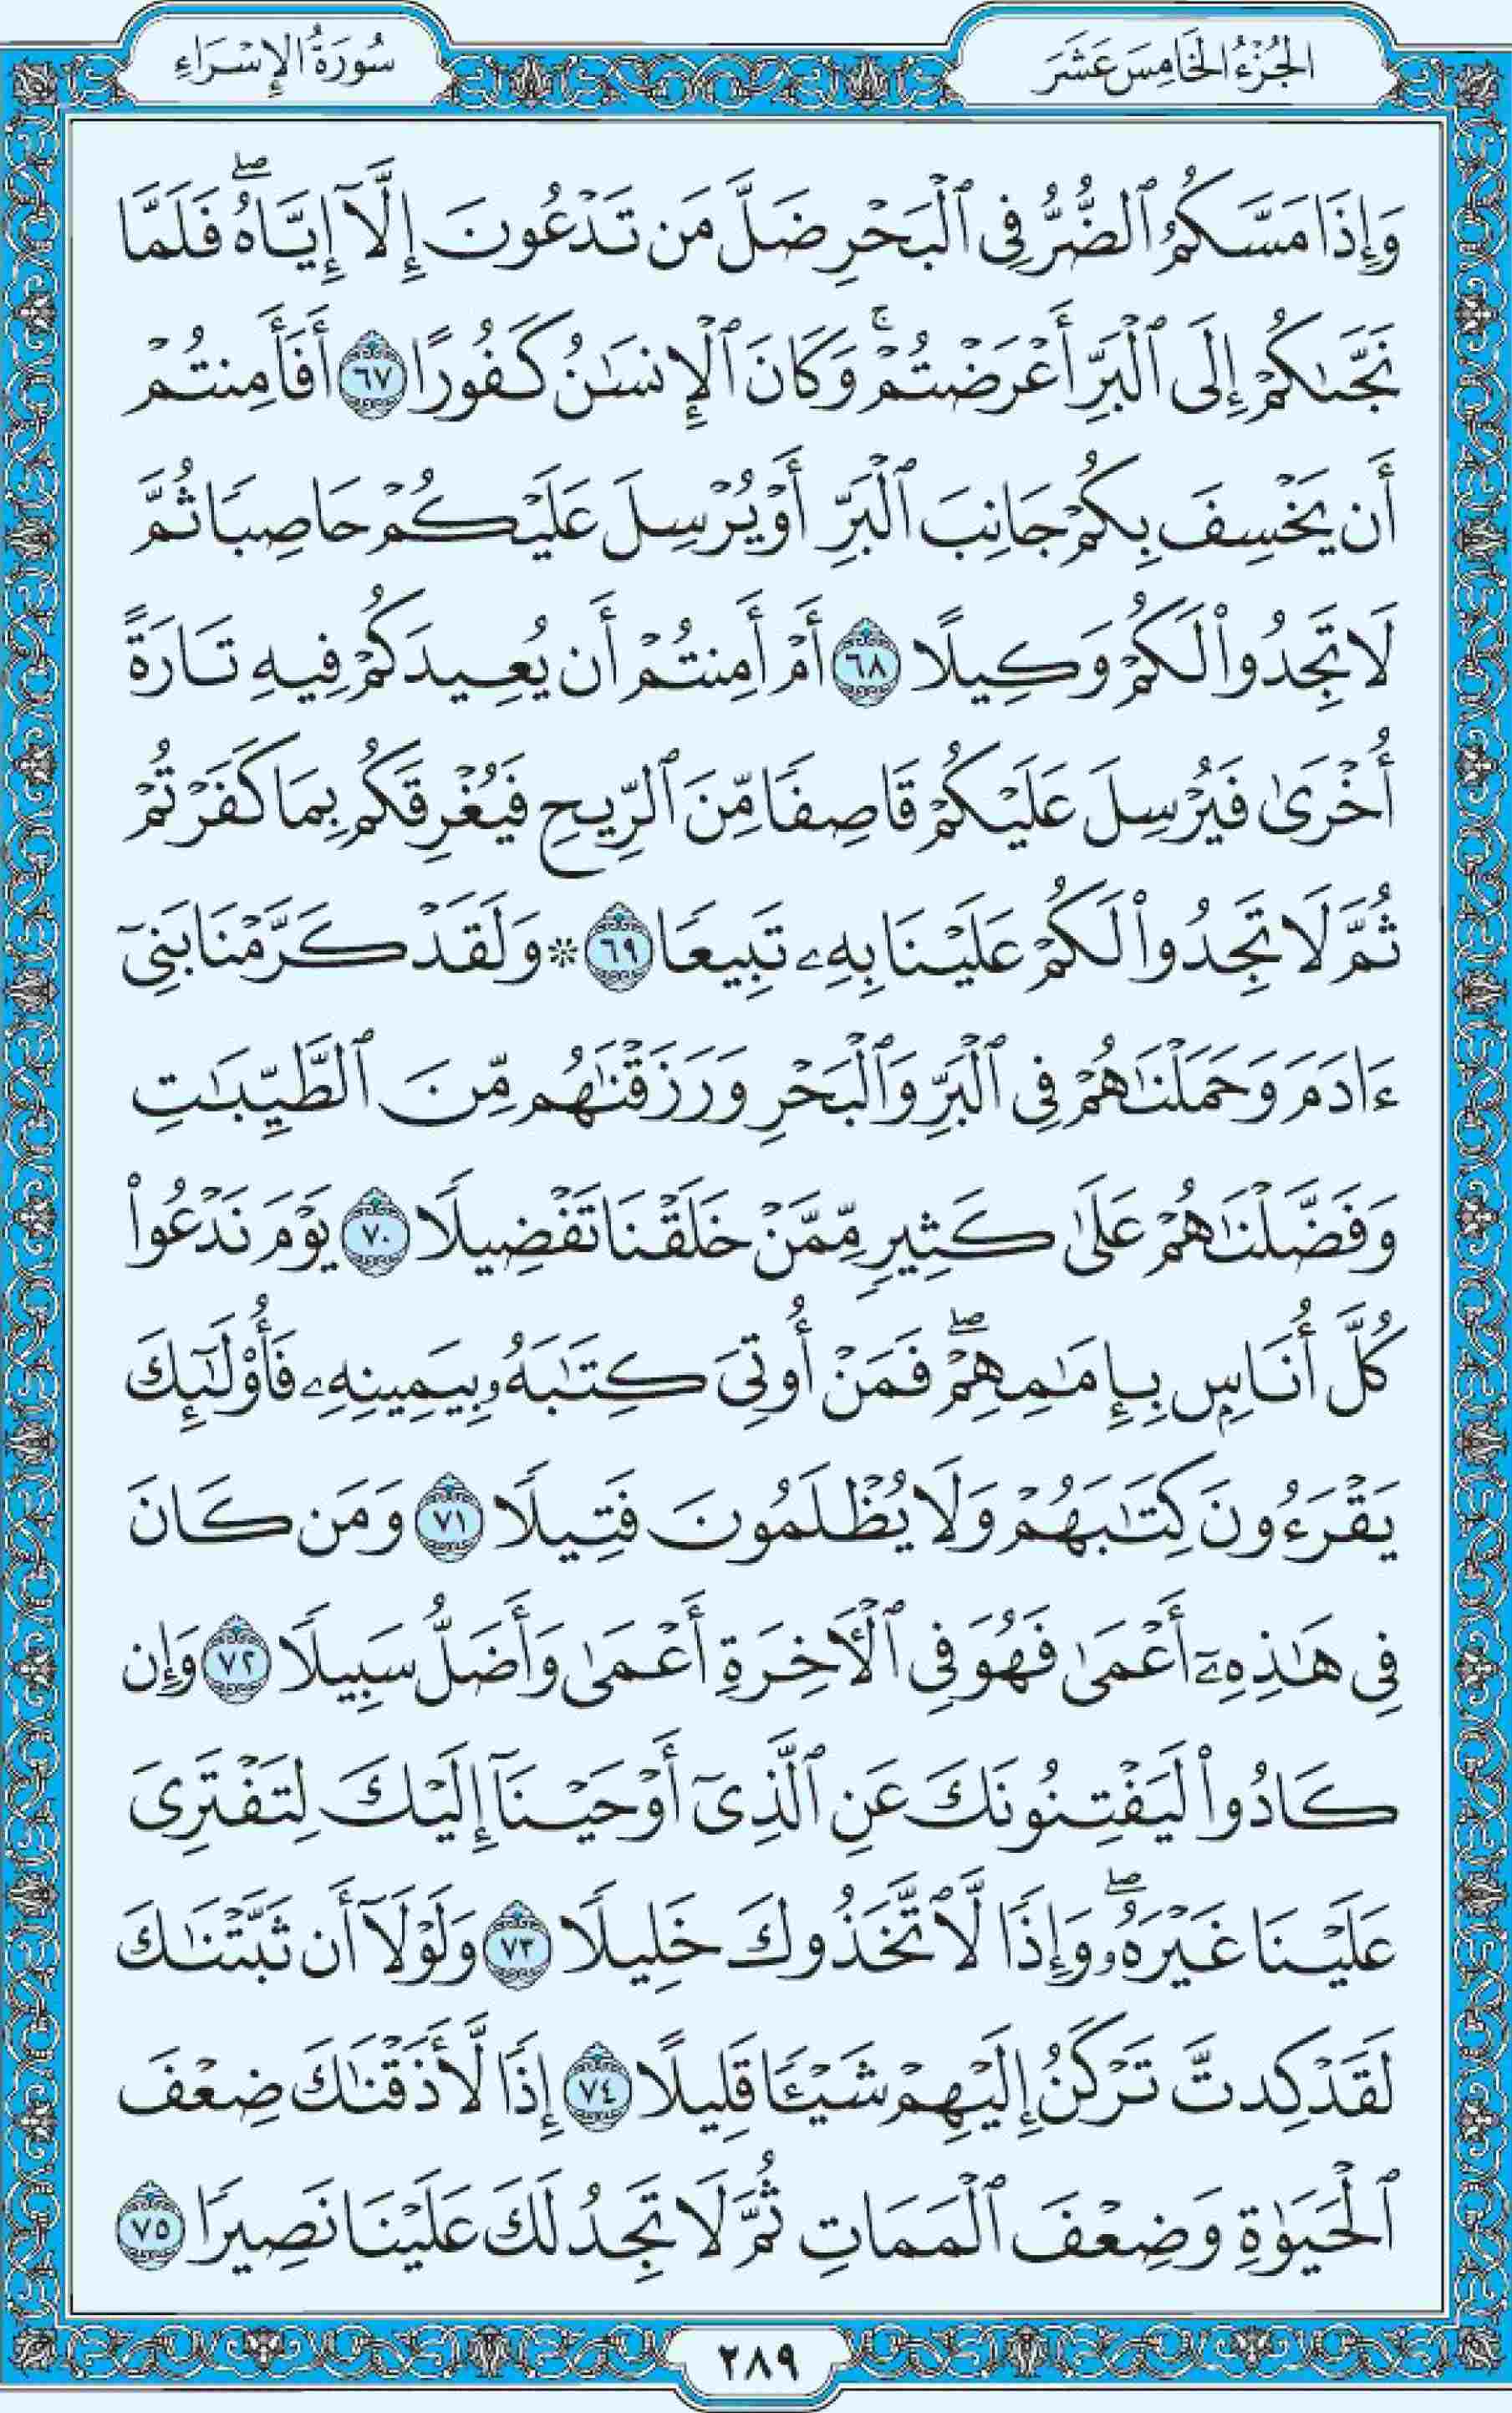 الجُزْءُ الخَامِسَ عَشَرَ
سُورَةُ الإِسْرَاءِ
وَإِذَا مَسَّكُمُ ٱلضُّرُّ فِى ٱلْبَحْرِ ضَلَّ مَن تَدْعُونَ إِلَّآ إِيَّاهُ ۖ فَلَمَّا
نَجَّىٰكُمْ إِلَى ٱلْبَرِّ أَعْرَضْتُمْ ۚ وَكَانَ ٱلْإِنسَٰنُ كَفُورًا ٦٧ أَفَأَمِنتُمْ
أَن يَخْسِفَ بِكُمْ جَانِبَ ٱلْبَرِّ أَوْ يُرْسِلَ عَلَيْكُمْ حَاصِبًا ثُمَّ
لَا تَجِدُوا۟ لَكُمْ وَكِيلًا ٦٨ أَمْ أَمِنتُمْ أَن يُعِيدَكُمْ فِيهِ تَارَةً
أُخْرَىٰ فَيُرْسِلَ عَلَيْكُمْ قَاصِفًا مِّنَ ٱلرِّيحِ فَيُغْرِقَكُم بِمَا كَفَرْتُمْ
ثُمَّ لَا تَجِدُوا۟ لَكُمْ عَلَيْنَا بِهِۦ تَبِيعًا ٦٩ * وَلَقَدْ كَرَّمْنَا بَنِىٓ
ءَادَمَ وَحَمَلْنَٰهُمْ فِى ٱلْبَرِّ وَٱلْبَحْرِ وَرَزَقْنَٰهُم مِّنَ ٱلطَّيِّبَٰتِ
وَفَضَّلْنَٰهُمْ عَلَىٰ كَثِيرٍ مِّمَّنْ خَلَقْنَا تَفْضِيلًا ٧٠ يَوْمَ نَدْعُوا۟
كُلَّ أُنَاسٍۭ بِإِمَٰمِهِمْ ۖ فَمَنْ أُوتِىَ كِتَٰبَهُۥ بِيَمِينِهِۦ فَأُو۟لَٰٓئِكَ
يَقْرَءُونَ كِتَٰبَهُمْ وَلَا يُظْلَمُونَ فَتِيلًا ٧١ وَمَن كَانَ
فِى هَٰذِهِۦٓ أَعْمَىٰ فَهُوَ فِى ٱلْءَاخِرَةِ أَعْمَىٰ وَأَضَلُّ سَبِيلًا ٧٢ وَإِن
كَادُوا۟ لَيَفْتِنُونَكَ عَنِ ٱلَّذِىٓ أَوْحَيْنَآ إِلَيْكَ لِتَفْتَرِىَ
عَلَيْنَا غَيْرَهُۥ ۖ وَإِذًا لَّٱتَّخَذُوكَ خَلِيلًا ٧٣ وَلَوْلَآ أَن ثَبَّتْنَٰكَ
لَقَدْ كِدتَّ تَرْكَنُ إِلَيْهِمْ شَيْـًٔا قَلِيلًا ٧٤ إِذًا لَّأَذَقْنَٰكَ ضِعْفَ
ٱلْحَيَوٰةِ وَضِعْفَ ٱلْمَمَاتِ ثُمَّ لَا تَجِدُ لَكَ عَلَيْنَا نَصِيرًا ٧٥
٢٨٩